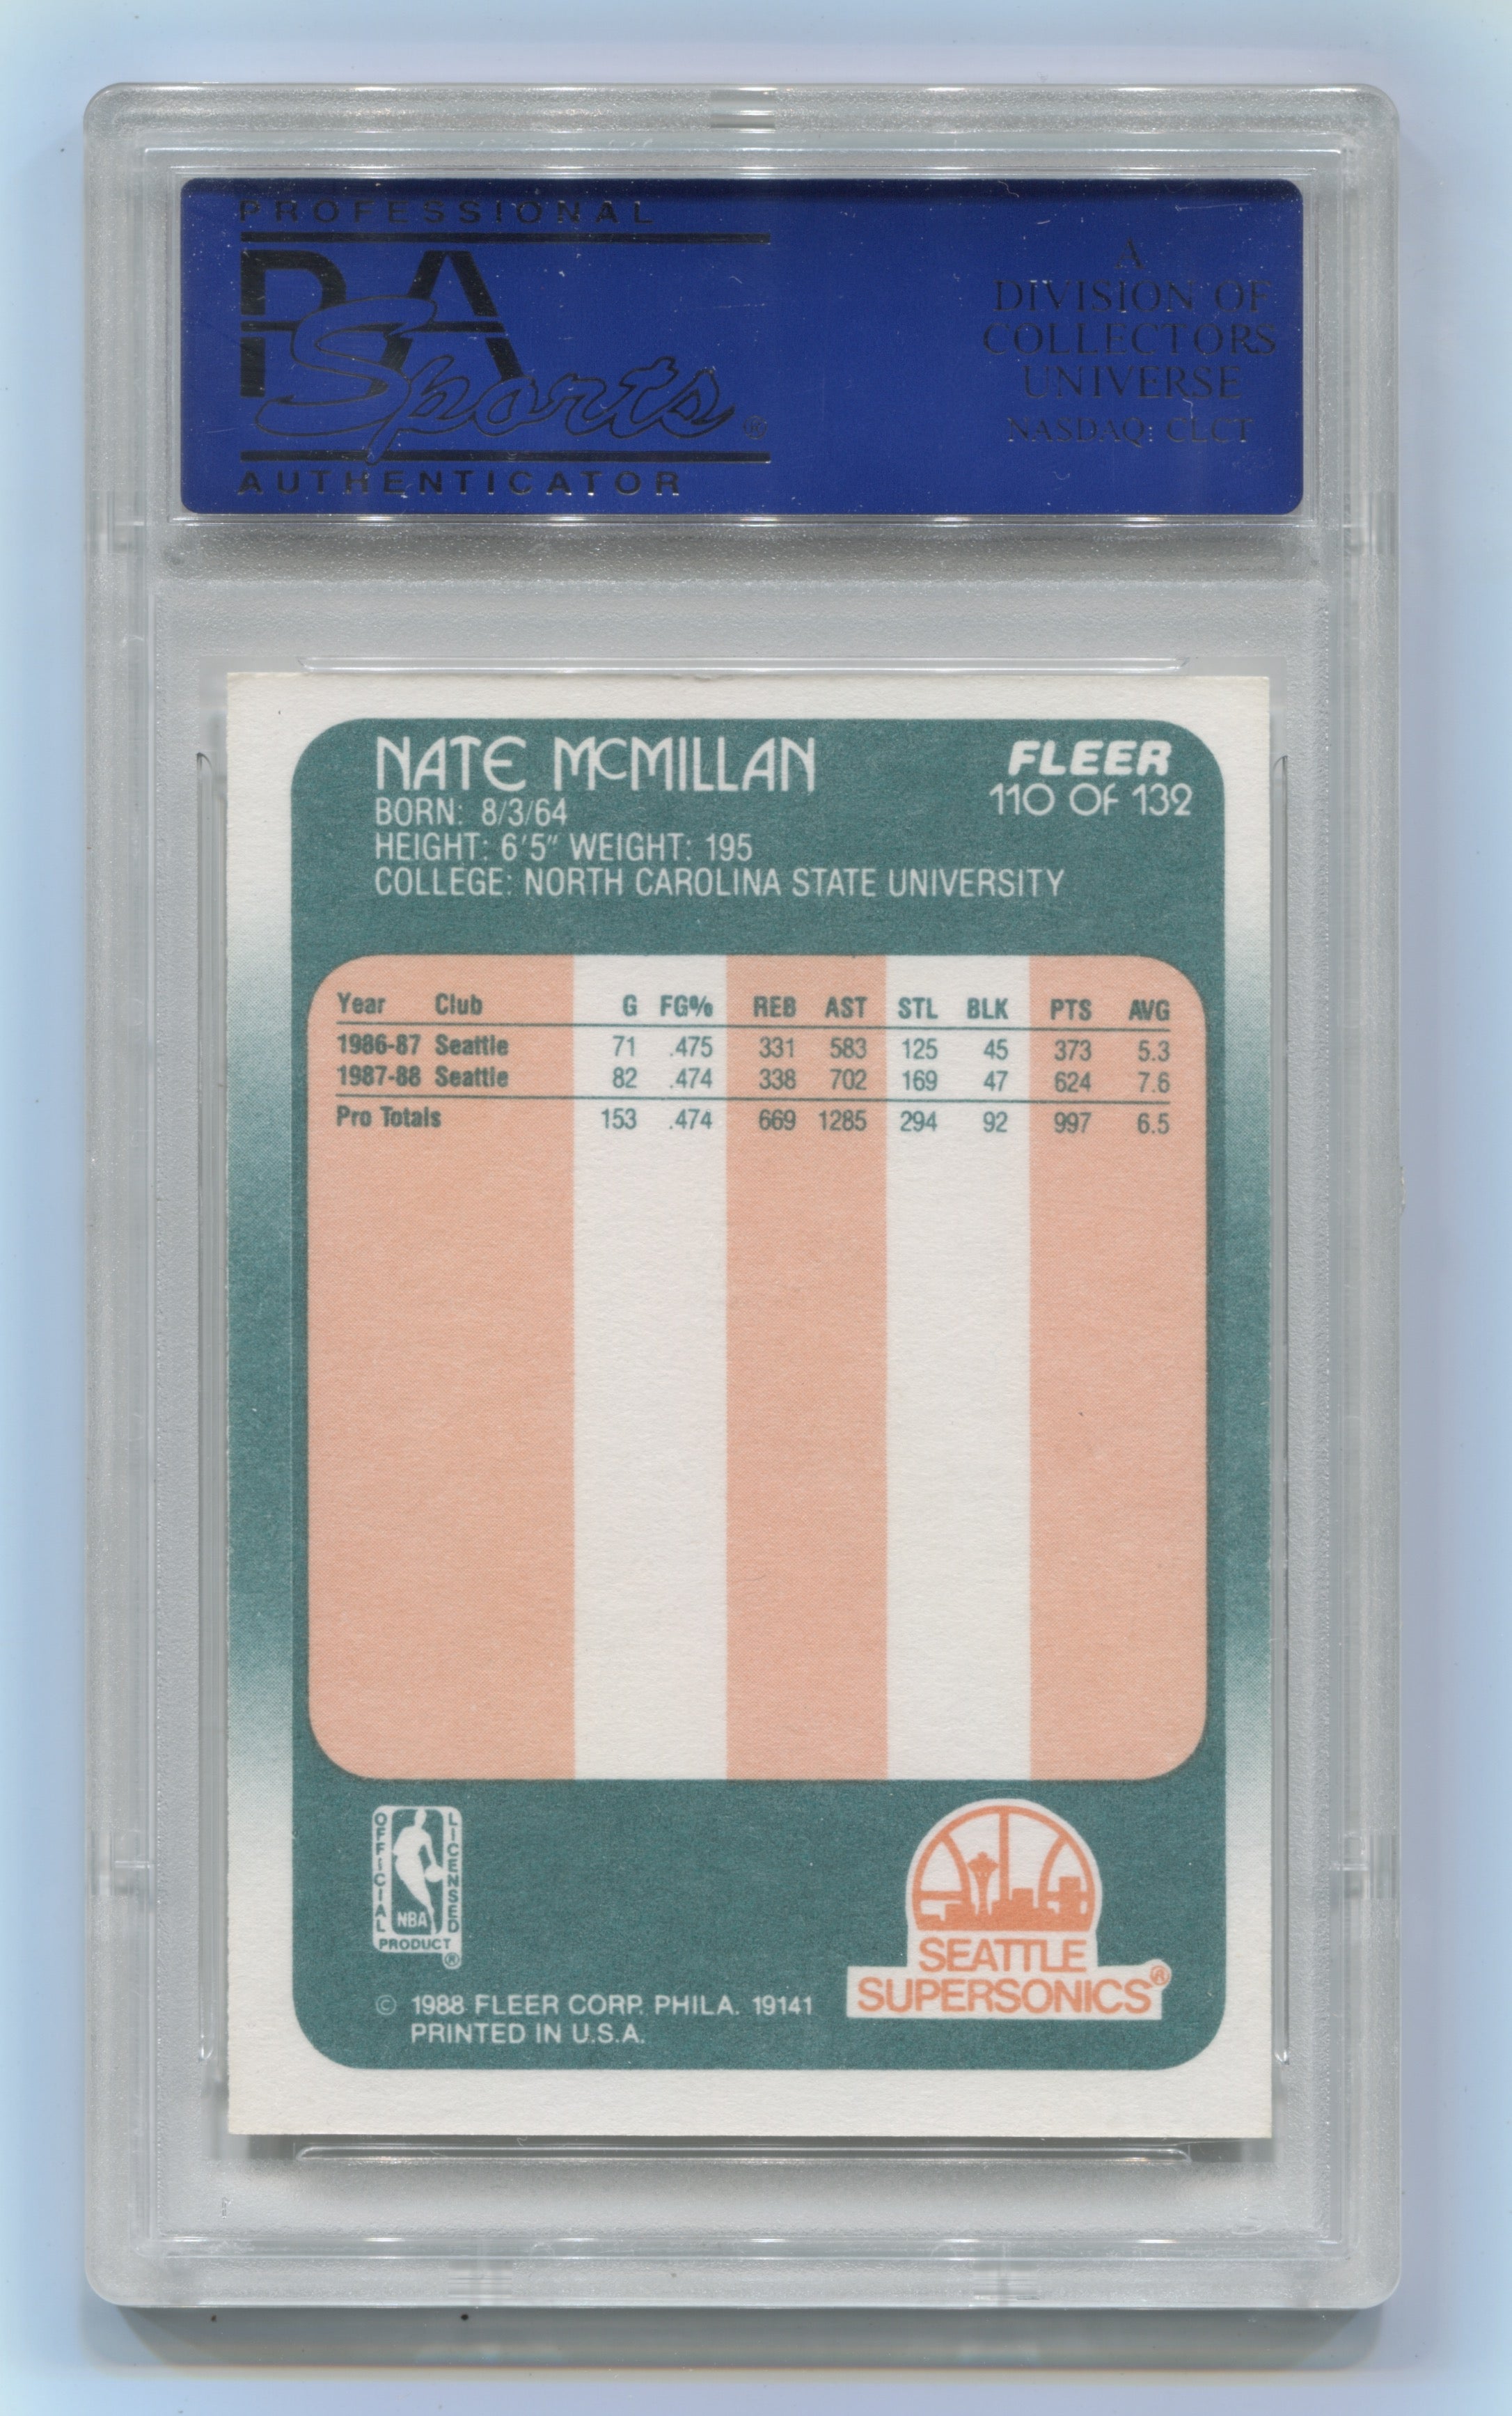 PROFESSIONAL
PSA
Sports®
AUTHENTICATOR
A
DIVISION OF
COLLECTORS
UNIVERSE
NASDAQ: CLCT
NATE McMILLAN
BORN: 8/3/64
HEIGHT: 6'5" WEIGHT: 195
COLLEGE: NORTH CAROLINA STATE UNIVERSITY
FLEER
110 OF 132
Year Club G FG% REB AST STL BLK PTS AVG
1986-87 Seattle 71 .475 331 583 125 45 373 5.3
1987-88 Seattle 82 .474 338 702 169 47 624 7.6
Pro Totals 153 .474 669 1285 294 92 997 6.5
OFFICIAL
LICENSED
NBA
PRODUCT
®
SEATTLE
SUPERSONICS®
© 1988 FLEER CORP. PHILA. 19141
PRINTED IN U.S.A.